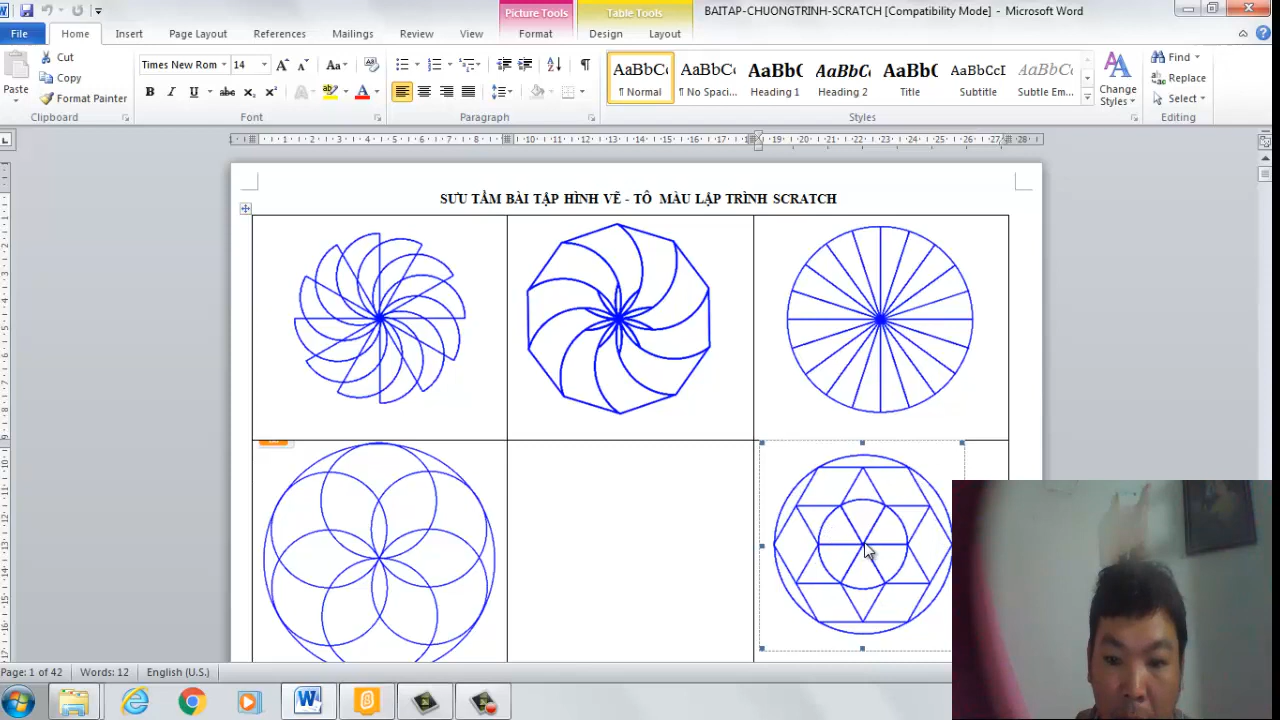 Picture Tools
Table Tools
BAITAP-CHUONGTRINH-SCRATCH [Compatibility Mode] - Microsoft Word
File
Home
Insert
Page Layout
References
Mailings
Review
View
Format
Design
Layout
Paste
Cut
Copy
Format Painter
Clipboard
Times New Rom
14
Font
Paragraph
AaBbCc
¶ Normal
AaBbCc
¶ No Spaci...
AaBb(
Heading 1
AaBbCc
Heading 2
AaBb(
Title
AaBbCcI
Subtitle
AaBbCc
Subtle Em...
Styles
Change
Styles
Find
Replace
Select
Editing
SƯU TẦM BÀI TẬP HÌNH VẼ - TÔ MÀU LẬP TRÌNH SCRATCH
Page: 1 of 42
Words: 12
English (U.S.)